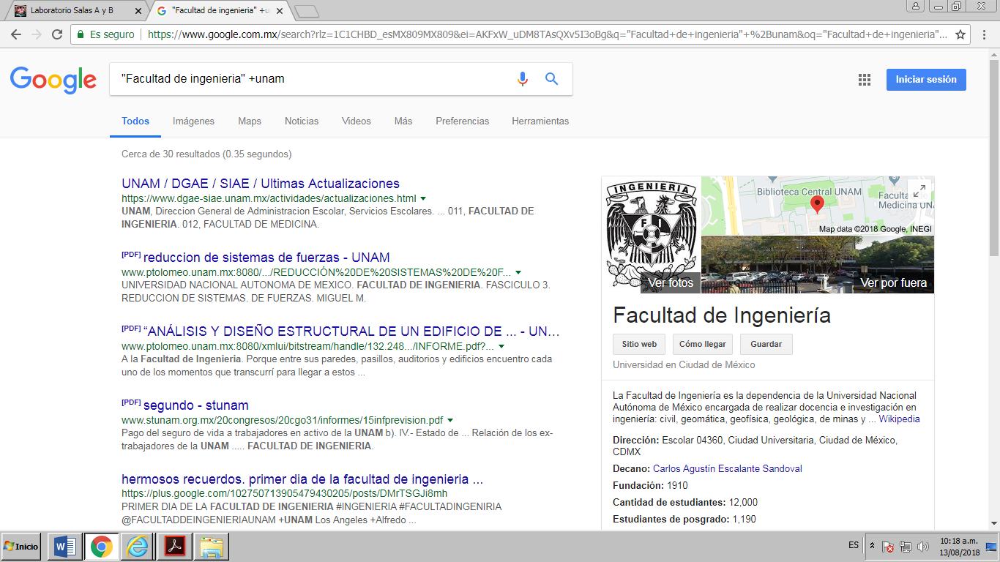 Laboratorio Salas A y B
"Facultad de ingenieria" +u
Es seguro
https://www.google.com.mx/search?rlz=1C1CHBD_esMX809MX809&ei=AKFxW_uDM8TAsQXv5I3oBg&q="Facultad+de+ingenieria"+%2Bunam&oq="Facultad+de+ingenieria"...
Google
"Facultad de ingenieria" +unam
Iniciar sesión
Todos Imágenes Maps Noticias Videos Más Preferencias Herramientas
Cerca de 30 resultados (0.35 segundos)
UNAM / DGAE / SIAE / Ultimas Actualizaciones
https://www.dgae-siae.unam.mx/actividades/actualizaciones.html
UNAM, Direccion General de Administracion Escolar, Servicios Escolares. ... 011, FACULTAD DE
INGENIERIA. 012, FACULTAD DE MEDICINA.
[PDF] reduccion de sistemas de fuerzas - UNAM
www.ptolomeo.unam.mx:8080/.../REDUCCIÓN%20DE%20SISTEMAS%20DE%20F...
UNIVERSIDAD NACIONAL AUTONOMA DE MEXICO. FACULTAD DE INGENIERIA. FASCICULO 3.
REDUCCION DE SISTEMAS. DE FUERZAS. MIGUEL M.
[PDF] “ANÁLISIS Y DISEÑO ESTRUCTURAL DE UN EDIFICIO DE ... - UN…
www.ptolomeo.unam.mx:8080/xmlui/bitstream/handle/132.248.../INFORME.pdf?...
A la Facultad de Ingenieria. Porque entre sus paredes, pasillos, auditorios y edificios encuentro cada
uno de los momentos que transcurrí para llegar a estos ...
[PDF] segundo - stunam
www.stunam.org.mx/20congresos/20cgo31/informes/15infprevision.pdf
Pago del seguro de vida a trabajadores en activo de la UNAM b). IV.- Estado de ... Relación de los ex-
trabajadores de la UNAM ..... FACULTAD DE INGENIERIA.
hermosos recuerdos. primer dia de la facultad de ingenieria ...
https://plus.google.com/102750713905479430205/posts/DMrTSGJi8mh
PRIMER DIA DE LA FACULTAD DE INGENIERIA #INGENIERIA #FACULTADINGENIRIA
@FACULTADDEINGENIERIAUNAM +UNAM Los Angeles +Alfredo ...
INGENIERIA
F I
Ver fotos
Biblioteca Central UNAM
Faculta
Medicina UNA
Map data ©2018 Google, INEGI
Ver por fuera
Facultad de Ingeniería
Sitio web Cómo llegar Guardar
Universidad en Ciudad de México
La Facultad de Ingeniería es la dependencia de la Universidad Nacional
Autónoma de México encargada de realizar docencia e investigación en
ingeniería: civil, geomática, geofísica, geológica, de minas y ... Wikipedia
Dirección: Escolar 04360, Ciudad Universitaria, Ciudad de México,
CDMX
Decano: Carlos Agustín Escalante Sandoval
Fundación: 1910
Cantidad de estudiantes: 12,000
Estudiantes de posgrado: 1,190
Inicio
ES
10:18 a.m.
13/08/2018